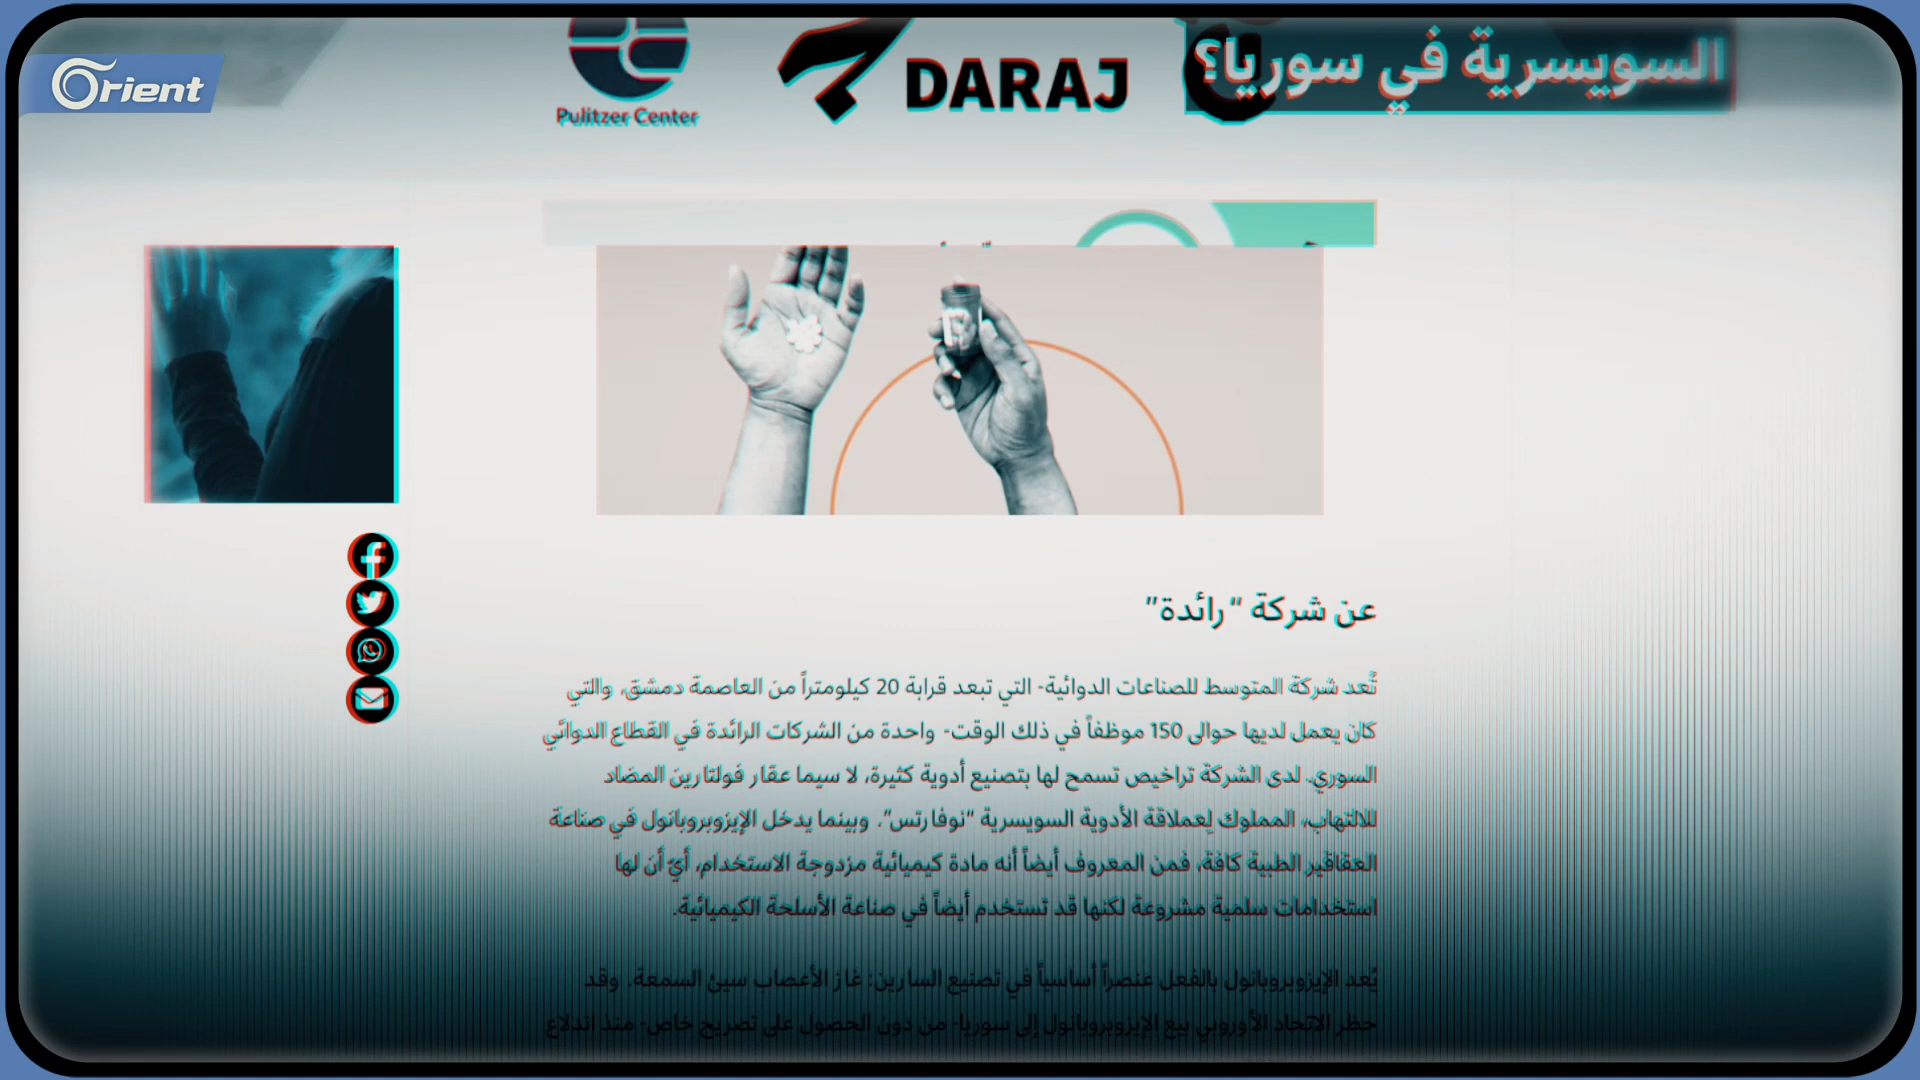 Orient
Pulitzer Center
DARAJ
السويسرية في سوريا؟
عن شركة "رائدة"
تُعد شركة المتوسط للصناعات الدوائية- التي تبعد قرابة 20 كيلومتراً من العاصمة دمشق، والتي
كان يعمل لديها حوالى 150 موظفاً في ذلك الوقت- واحدة من الشركات الرائدة في القطاع الدوائي
السوري. لدى الشركة تراخيص تسمح لها بتصنيع أدوية كثيرة، لا سيما عقار فولتارين المضاد
للالتهاب، المملوك لِعملاقة الأدوية السويسرية "نوفارتس". وبينما يدخل الإيزوبروبانول في صناعة
العقاقير الطبية كافة، فمن المعروف أيضاً أنه مادة كيميائية مزدوجة الاستخدام، أيّ أن لها
استخدامات سلمية مشروعة لكنها قد تستخدم أيضاً في صناعة الأسلحة الكيميائية.
يُعد الإيزوبروبانول بالفعل عنصراً أساسياً في تصنيع السارين: غاز الأعصاب سيئ السمعة. وقد
حظر الاتحاد الأوروبي بيع الإيزوبروبانول إلى سوريا- من دون الحصول على تصريح خاص- منذ اندلاع